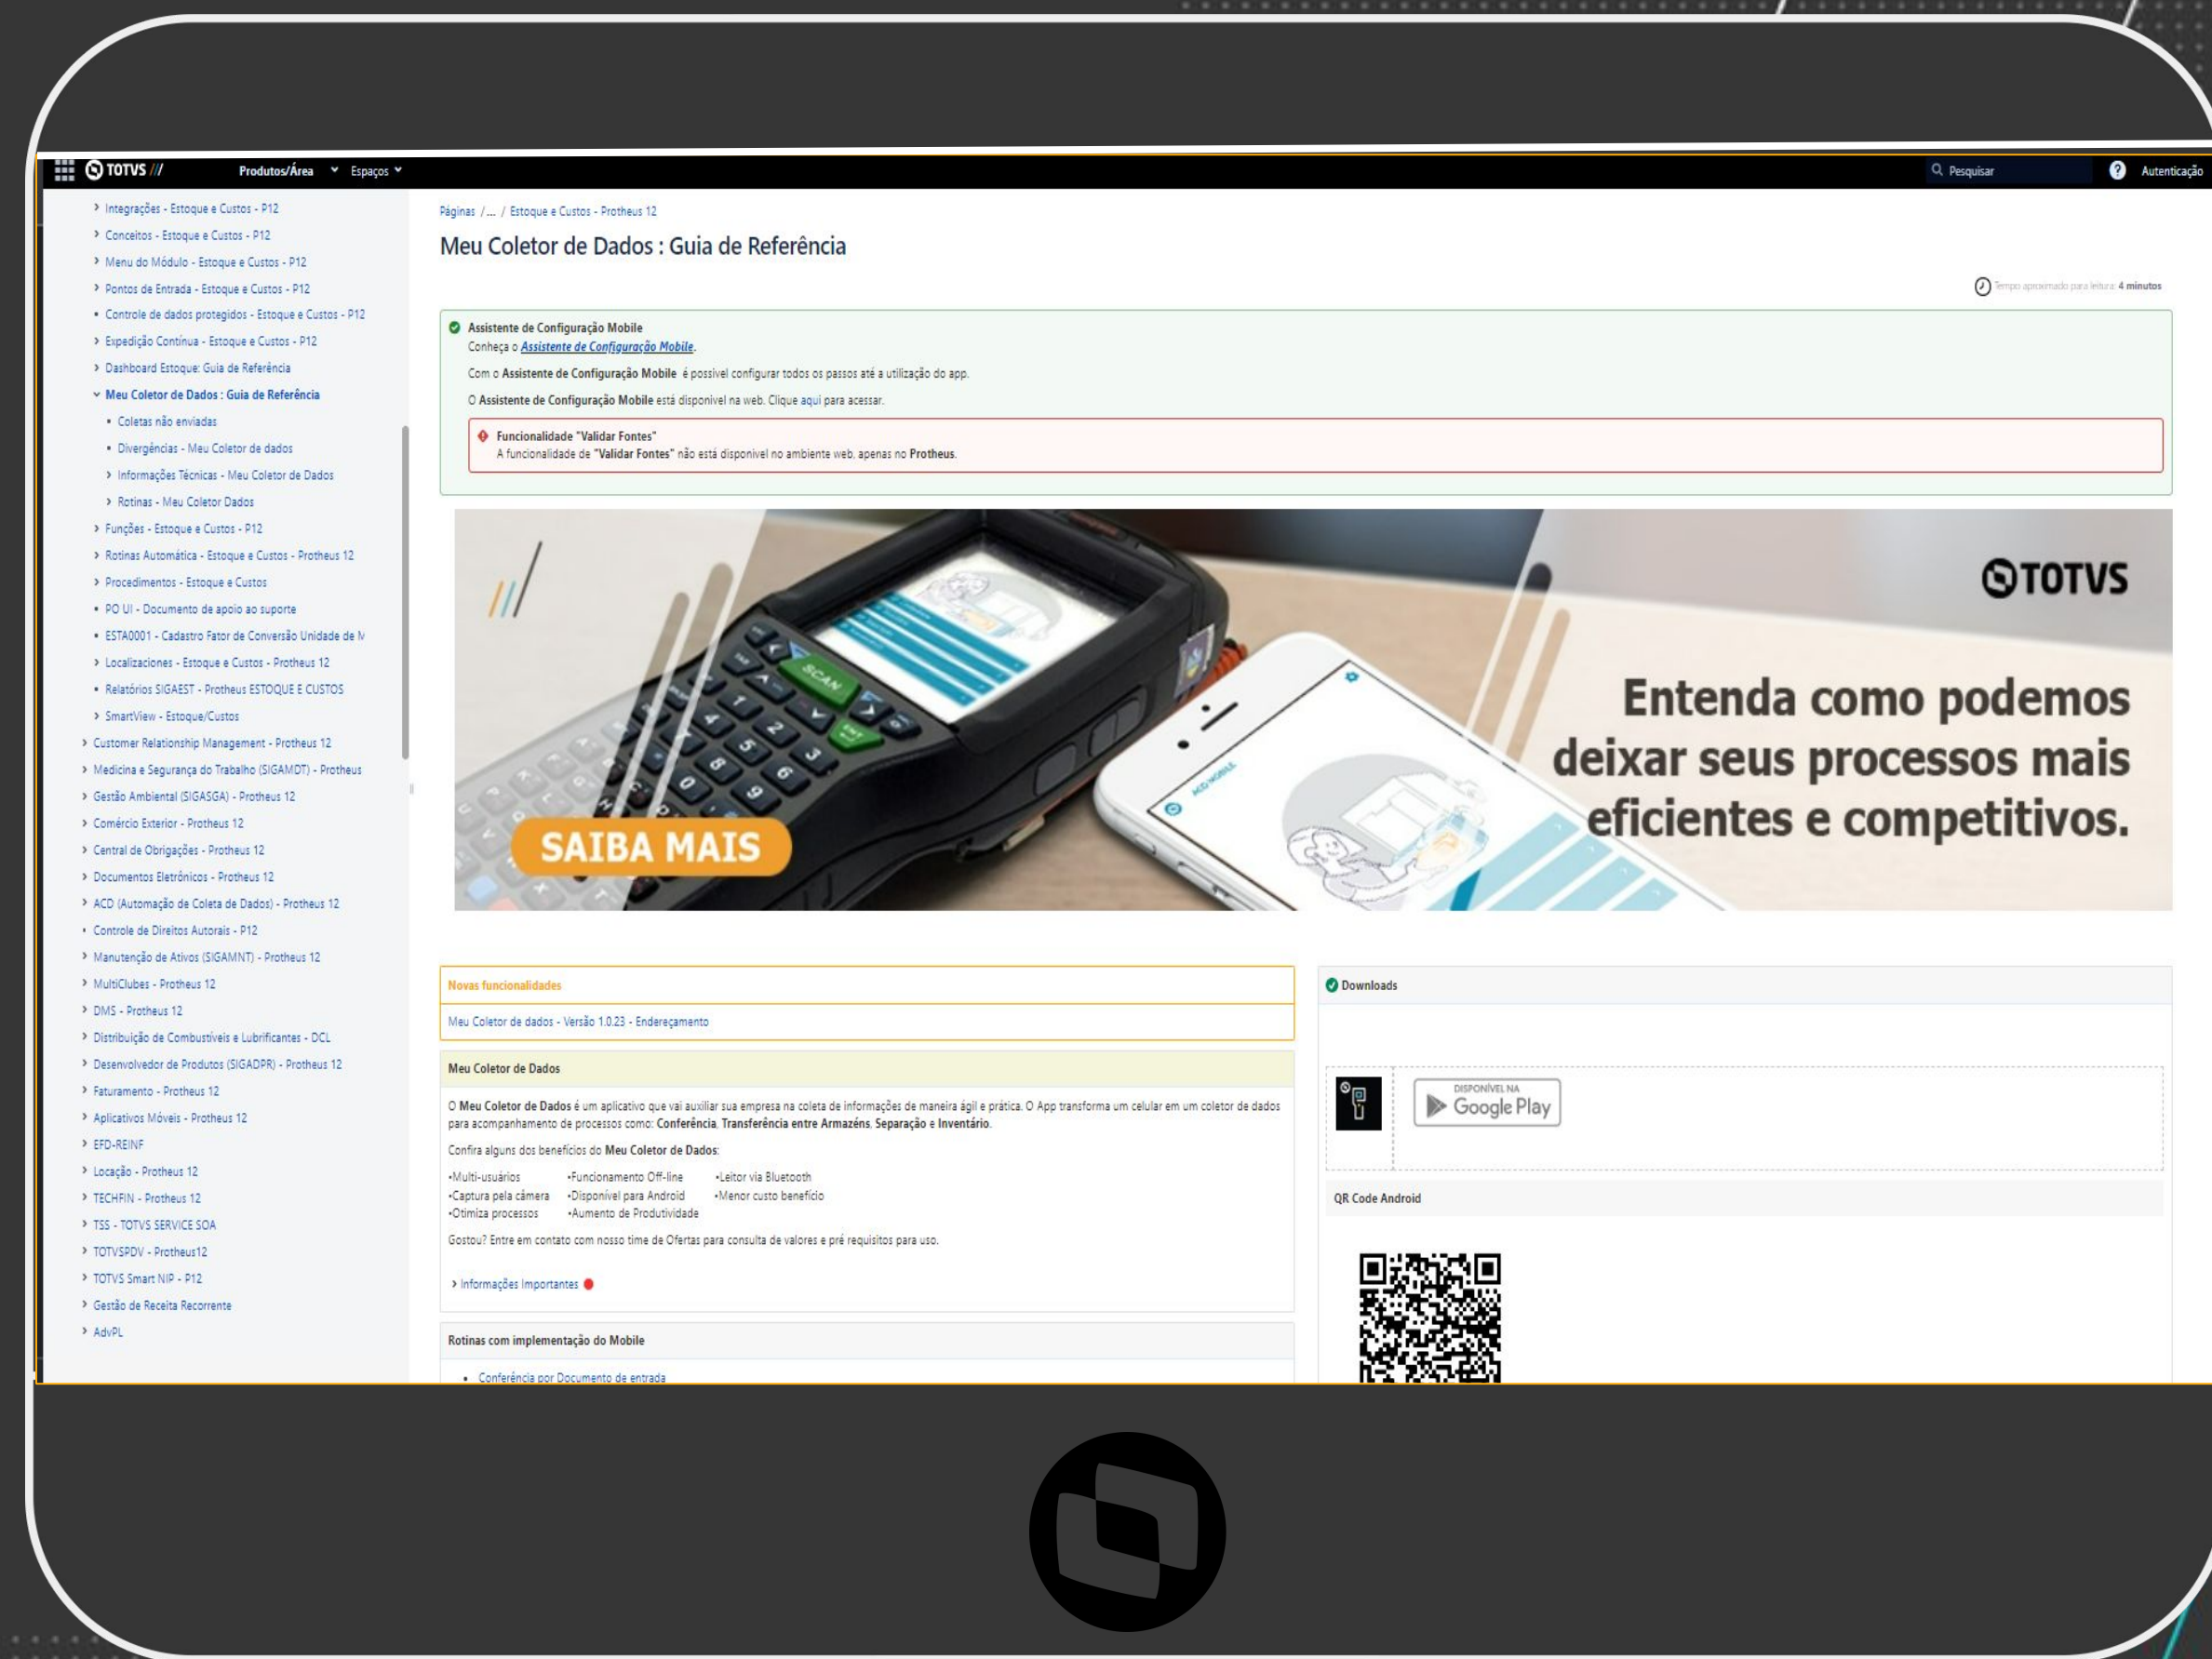 TOTVS
Produtos/Área
Espaços
Pesquisar
Autenticação
Integrações - Estoque e Custos - P12
Conceitos - Estoque e Custos - P12
Menu do Módulo - Estoque e Custos - P12
Pontos de Entrada - Estoque e Custos - P12
Controle de dados protegidos - Estoque e Custos - P12
Expedição Contínua - Estoque e Custos - P12
Dashboard Estoque: Guia de Referência
Meu Coletor de Dados : Guia de Referência
Coletas não enviadas
Divergências - Meu Coletor de dados
Informações Técnicas - Meu Coletor de Dados
Rotinas - Meu Coletor Dados
Funções - Estoque e Custos - P12
Rotinas Automática - Estoque e Custos - Protheus 12
Procedimentos - Estoque e Custos
PO UI - Documento de apoio ao suporte
ESTA0001 - Cadastro Fator de Conversão Unidade de M
Localizaciones - Estoque e Custos - Protheus 12
Relatórios SIGAEST - Protheus ESTOQUE E CUSTOS
SmartView - Estoque/Custos
Customer Relationship Management - Protheus 12
Medicina e Segurança do Trabalho (SIGAMDT) - Protheus
Gestão Ambiental (SIGASGA) - Protheus 12
Comércio Exterior - Protheus 12
Central de Obrigações - Protheus 12
Documentos Eletrônicos - Protheus 12
ACD (Automação de Coleta de Dados) - Protheus 12
Controle de Direitos Autorais - P12
Manutenção de Ativos (SIGAMNT) - Protheus 12
MultiClubes - Protheus 12
DMS - Protheus 12
Distribuição de Combustíveis e Lubrificantes - DCL
Desenvolvedor de Produtos (SIGADPR) - Protheus 12
Faturamento - Protheus 12
Aplicativos Móveis - Protheus 12
EFD-REINF
Locação - Protheus 12
TECHFIN - Protheus 12
TSS - TOTVS SERVICE SOA
TOTVSPDV - Protheus12
TOTVS Smart NIP - P12
Gestão de Receita Recorrente
AdvPL
Páginas /... / Estoque e Custos - Protheus 12
Meu Coletor de Dados : Guia de Referência
Tempo aproximado para leitura: 4 minutos
Assistente de Configuração Mobile
Conheça o Assistente de Configuração Mobile.
Com o Assistente de Configuração Mobile é possivel configurar todos os passos até a utilização do app.
O Assistente de Configuração Mobile está disponivel na web. Clique aqui para acessar.
Funcionalidade "Validar Fontes"
A funcionalidade de "Validar Fontes" não está disponivel no ambiente web, apenas no Protheus.
TOTVS
SCAN
ENT
ACD MOBILE
Entenda como podemos
deixar seus processos mais
eficientes e competitivos.
SAIBA MAIS
Novas funcionalidades
Meu Coletor de dados - Versão 1.0.23 - Endereçamento
Meu Coletor de Dados
O Meu Coletor de Dados é um aplicativo que vai auxiliar sua empresa na coleta de informações de maneira ágil e prática. O App transforma um celular em um coletor de dados
para acompanhamento de processos como: Conferência, Transferência entre Armazéns, Separação e Inventário.
Confira alguns dos benefícios do Meu Coletor de Dados:
•Multi-usuários •Funcionamento Off-line •Leitor via Bluetooth
•Captura pela câmera •Disponível para Android •Menor custo benefício
•Otimiza processos •Aumento de Produtividade
Gostou? Entre em contato com nosso time de Ofertas para consulta de valores e pré requisitos para uso.
Informações Importantes
Rotinas com implementação do Mobile
Conferência por Documento de entrada
Downloads
DISPONÍVEL NA
Google Play
QR Code Android